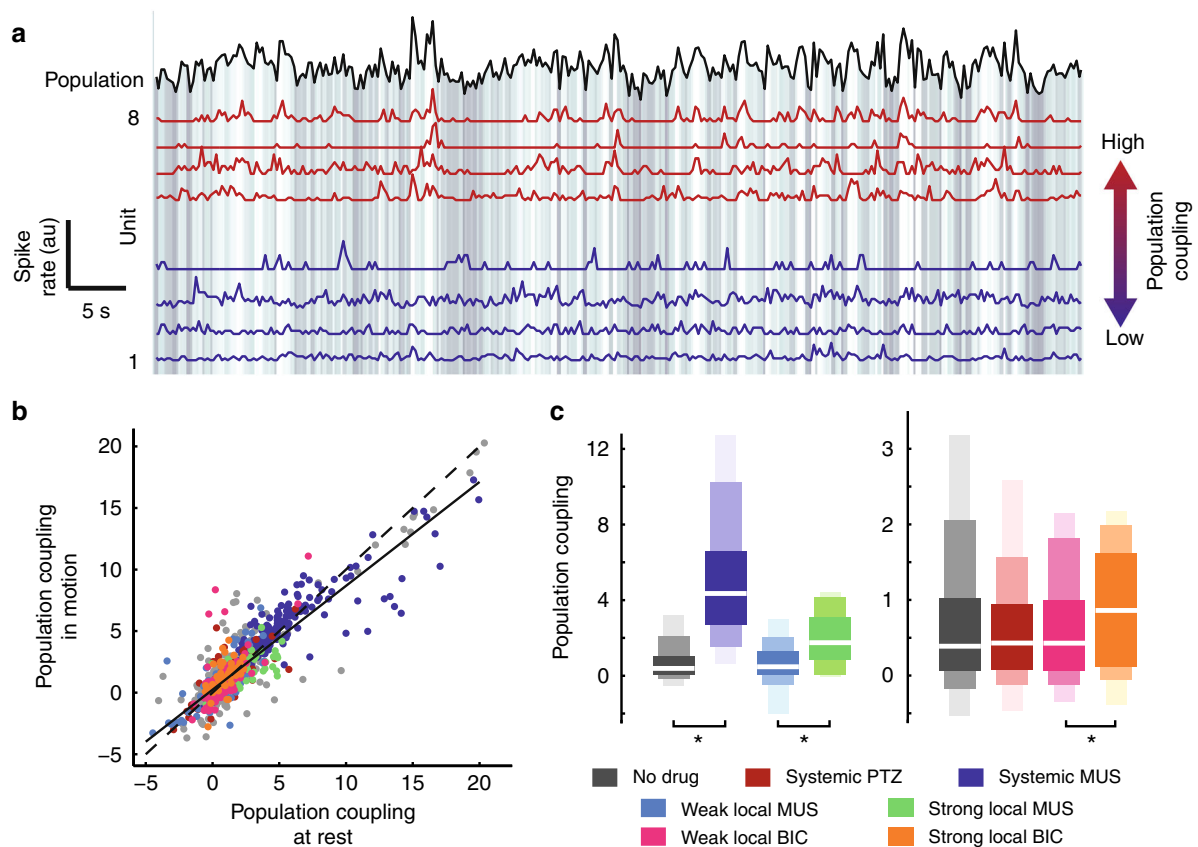 a
Population
8
Unit
1
Spike
rate (au)
5 s
High
Population
coupling
Low
b
20
15
10
5
0
−5
Population coupling
in motion
−5
0
5
10
15
20
Population coupling
at rest
c
Population coupling
12
8
4
0
*
*
3
2
1
0
*
No drug
Systemic PTZ
Systemic MUS
Weak local MUS
Strong local MUS
Weak local BIC
Strong local BIC